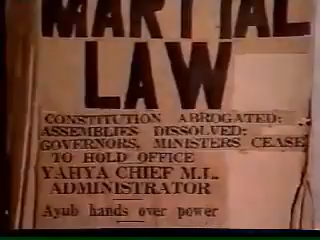 MARTIAL
LAW
CONSTITUTION ABROGATED:
ASSEMBLIES DISSOLVED:
GOVERNORS, MINISTERS CEASE
TO HOLD OFFICE
YAHYA CHIEF M.L.
ADMINISTRATOR
Ayub hands over power